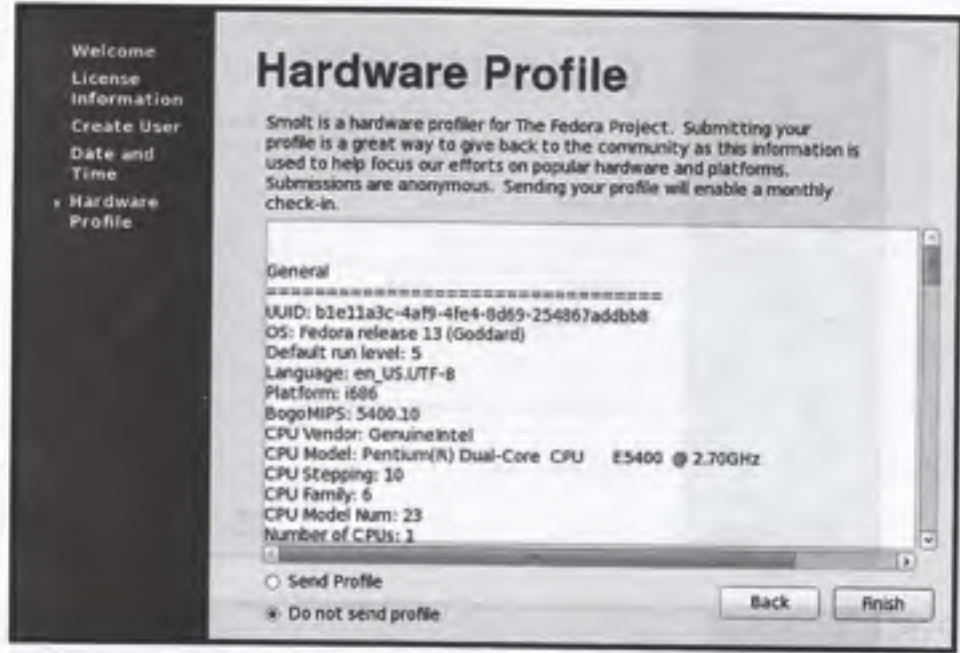 Welcome
License
Information
Create User
Date and
Time
Hardware
Profile
Hardware Profile
Smolt is a hardware profiler for The Fedora Project. Submitting your
profile is a great way to give back to the community as this information is
used to help focus our efforts on popular hardware and platforms.
Submissions are anonymous. Sending your profile will enable a monthly
check-in.
General
=================================
UUID: b1e11a3c-4af9-4fe4-8d69-254867addbb8
OS: Fedora release 13 (Goddard)
Default run level: 5
Language: en_US.UTF-8
Platform: i686
BogoMIPS: 5400.10
CPU Vendor: GenuineIntel
CPU Model: Pentium(R) Dual-Core CPU E5400 @ 2.70GHz
CPU Stepping: 10
CPU Family: 6
CPU Model Num: 23
Number of CPUs: 1
Send Profile
Do not send profile
Back
Finish